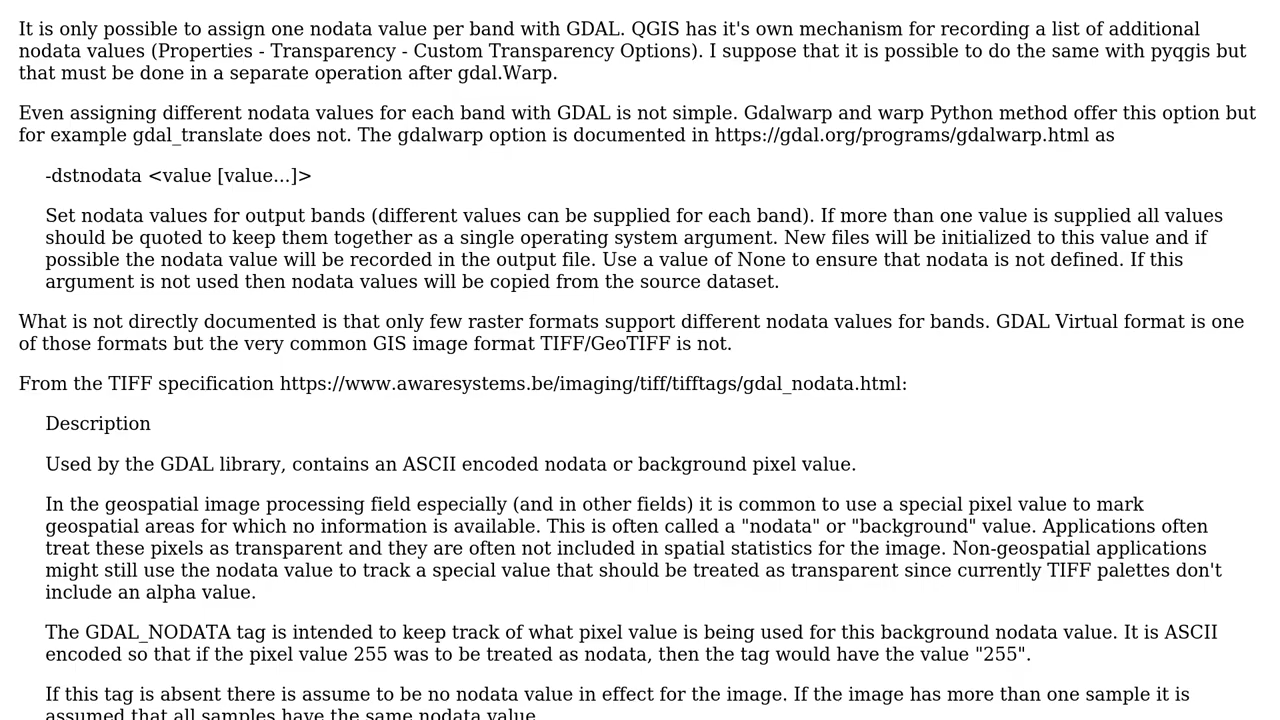 It is only possible to assign one nodata value per band with GDAL. QGIS has it's own mechanism for recording a list of additional
nodata values (Properties - Transparency - Custom Transparency Options). I suppose that it is possible to do the same with pyqgis but
that must be done in a separate operation after gdal.Warp.
Even assigning different nodata values for each band with GDAL is not simple. Gdalwarp and warp Python method offer this option but
for example gdal_translate does not. The gdalwarp option is documented in https://gdal.org/programs/gdalwarp.html as
-dstnodata <value [value...]>
Set nodata values for output bands (different values can be supplied for each band). If more than one value is supplied all values
should be quoted to keep them together as a single operating system argument. New files will be initialized to this value and if
possible the nodata value will be recorded in the output file. Use a value of None to ensure that nodata is not defined. If this
argument is not used then nodata values will be copied from the source dataset.
What is not directly documented is that only few raster formats support different nodata values for bands. GDAL Virtual format is one
of those formats but the very common GIS image format TIFF/GeoTIFF is not.
From the TIFF specification https://www.awaresystems.be/imaging/tiff/tifftags/gdal_nodata.html:
Description
Used by the GDAL library, contains an ASCII encoded nodata or background pixel value.
In the geospatial image processing field especially (and in other fields) it is common to use a special pixel value to mark
geospatial areas for which no information is available. This is often called a "nodata" or "background" value. Applications often
treat these pixels as transparent and they are often not included in spatial statistics for the image. Non-geospatial applications
might still use the nodata value to track a special value that should be treated as transparent since currently TIFF palettes don't
include an alpha value.
The GDAL_NODATA tag is intended to keep track of what pixel value is being used for this background nodata value. It is ASCII
encoded so that if the pixel value 255 was to be treated as nodata, then the tag would have the value "255".
If this tag is absent there is assume to be no nodata value in effect for the image. If the image has more than one sample it is
assumed that all samples have the same nodata value.